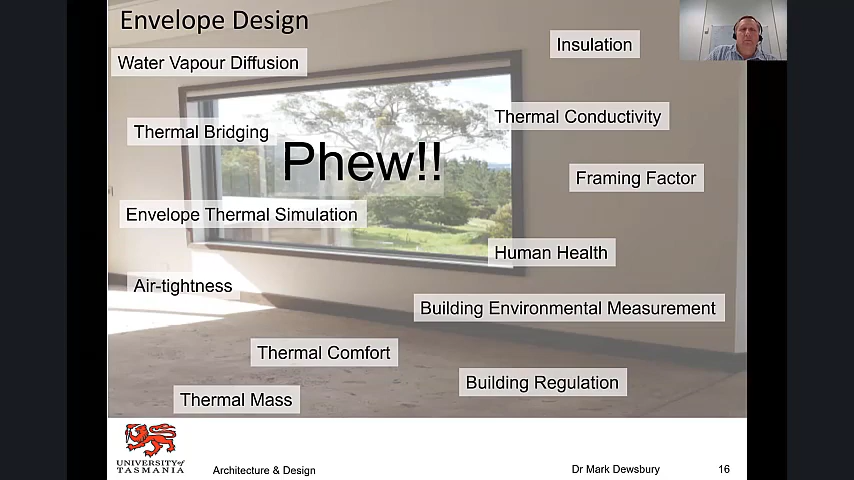 Envelope Design
Insulation
Water Vapour Diffusion
Thermal Conductivity
Thermal Bridging
Phew!!
Framing Factor
Envelope Thermal Simulation
Human Health
Air-tightness
Building Environmental Measurement
Thermal Comfort
Building Regulation
Thermal Mass
UNIVERSITY of
TASMANIA
Architecture & Design
Dr Mark Dewsbury
16